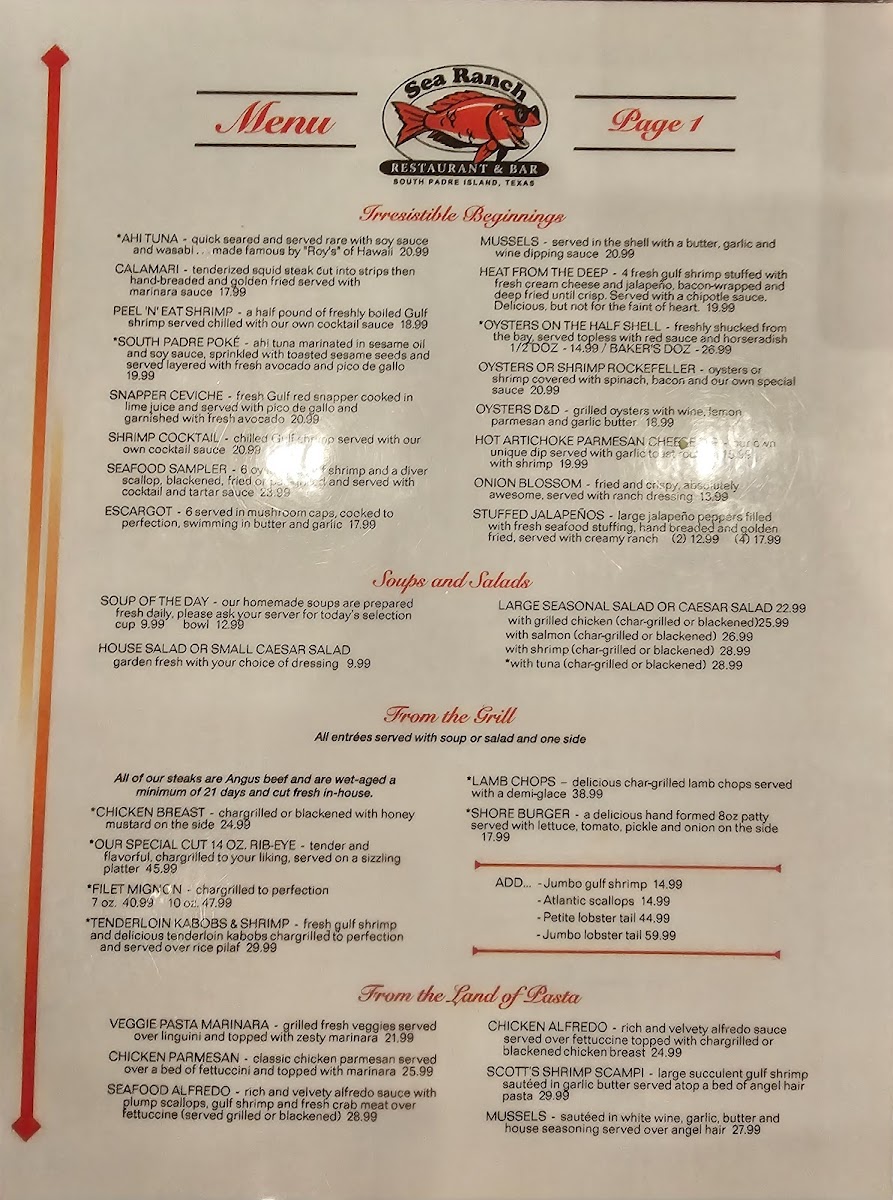 Menu
Sea Ranch
RESTAURANT & BAR
SOUTH PADRE ISLAND, TEXAS
Page 1
Irresistible Beginnings
*AHI TUNA - quick seared and served rare with soy sauce
and wasabi... made famous by "Roy's" of Hawaii 20.99
CALAMARI - tenderized squid steak cut into strips then
hand-breaded and golden fried served with
marinara sauce 17.99
PEEL 'N' EAT SHRIMP - a half pound of freshly boiled Gulf
shrimp served chilled with our own cocktail sauce 18.99
*SOUTH PADRE POKÉ - ahi tuna marinated in sesame oil
and soy sauce, sprinkled with toasted sesame seeds and
served layered with fresh avocado and pico de gallo
19.99
SNAPPER CEVICHE - fresh Gulf red snapper cooked in
lime juice and served with pico de gallo and
garnished with fresh avocado 20.99
SHRIMP COCKTAIL - chilled Gulf shrimp served with our
own cocktail sauce 20.99
SEAFOOD SAMPLER - 6 shrimp and a diver
scallop, blackened, fried or and served with
cocktail and tartar sauce 23.99
ESCARGOT - 6 served in mushroom caps, cooked to
perfection, swimming in butter and garlic 17.99
MUSSELS - served in the shell with a butter, garlic and
wine dipping sauce 20.99
HEAT FROM THE DEEP - 4 fresh gulf shrimp stuffed with
fresh cream cheese and jalapeño, bacon-wrapped and
deep fried until crisp. Served with a chipotle sauce.
Delicious, but not for the faint of heart. 19.99
*OYSTERS ON THE HALF SHELL - freshly shucked from
the bay, served topless with red sauce and horseradish
1/2 DOZ - 14.99 / BAKER'S DOZ - 26.99
OYSTERS OR SHRIMP ROCKEFELLER - oysters or
shrimp covered with spinach, bacon and our own special
sauce 20.99
OYSTERS D&D - grilled oysters with wine, lemon
parmesan and garlic butter 18.99
HOT ARTICHOKE PARMESAN CHEESE - our own
unique dip served with garlic toast 15.99
with shrimp 19.99
ONION BLOSSOM - fried and crispy, absolutely
awesome, served with ranch dressing 13.99
STUFFED JALAPEÑOS - large jalapeño peppers filled
with fresh seafood stuffing, hand breaded and golden
fried, served with creamy ranch (2) 12.99 (4) 17.99
Soups and Salads
SOUP OF THE DAY - our homemade soups are prepared
fresh daily, please ask your server for today's selection
cup 9.99 bowl 12.99
HOUSE SALAD OR SMALL CAESAR SALAD
garden fresh with your choice of dressing 9.99
LARGE SEASONAL SALAD OR CAESAR SALAD 22.99
with grilled chicken (char-grilled or blackened)25.99
with salmon (char-grilled or blackened) 26.99
with shrimp (char-grilled or blackened) 28.99
*with tuna (char-grilled or blackened) 28.99
From the Grill
All entrées served with soup or salad and one side
All of our steaks are Angus beef and are wet-aged a
minimum of 21 days and cut fresh in-house.
*CHICKEN BREAST - chargrilled or blackened with honey
mustard on the side 24.99
*OUR SPECIAL CUT 14 OZ. RIB-EYE - tender and
flavorful, chargrilled to your liking, served on a sizzling
platter 45.99
*FILET MIGNON - chargrilled to perfection
7 oz. 40.99 10 oz. 47.99
*TENDERLOIN KABOBS & SHRIMP - fresh gulf shrimp
and delicious tenderloin kabobs chargrilled to perfection
and served over rice pilaf 29.99
*LAMB CHOPS - delicious char-grilled lamb chops served
with a demi-glace 38.99
*SHORE BURGER - a delicious hand formed 8oz patty
served with lettuce, tomato, pickle and onion on the side
17.99
ADD... - Jumbo gulf shrimp 14.99
- Atlantic scallops 14.99
- Petite lobster tail 44.99
- Jumbo lobster tail 59.99
From the Land of Pasta
VEGGIE PASTA MARINARA - grilled fresh veggies served
over linguini and topped with zesty marinara 21.99
CHICKEN PARMESAN - classic chicken parmesan served
over a bed of fettuccini and topped with marinara 25.99
SEAFOOD ALFREDO - rich and velvety alfredo sauce with
plump scallops, gulf shrimp and fresh crab meat over
fettuccine (served grilled or blackened) 28.99
CHICKEN ALFREDO - rich and velvety alfredo sauce
served over fettuccine topped with chargrilled or
blackened chicken breast 24.99
SCOTT'S SHRIMP SCAMPI - large succulent gulf shrimp
sautéed in garlic butter served atop a bed of angel hair
pasta 29.99
MUSSELS - sautéed in white wine, garlic, butter and
house seasoning served over angel hair 27.99